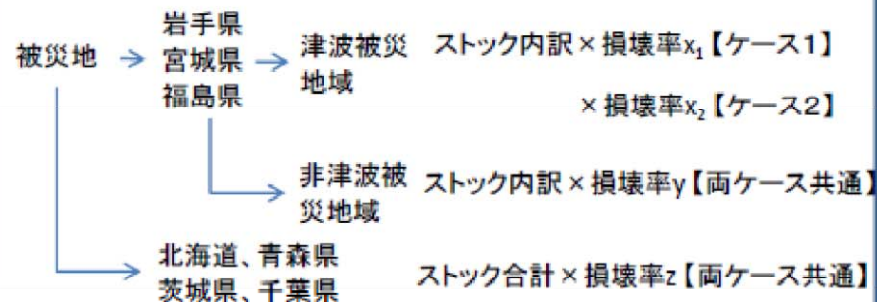 被災地
岩手県
宮城県
福島県
津波被災
地域
ストック内訳×損壊率x₁【ケース1】
×損壊率x₂【ケース2】
非津波被
災地域
ストック内訳×損壊率y【両ケース共通】
北海道、青森県
茨城県、千葉県
ストック合計×損壊率z【両ケース共通】